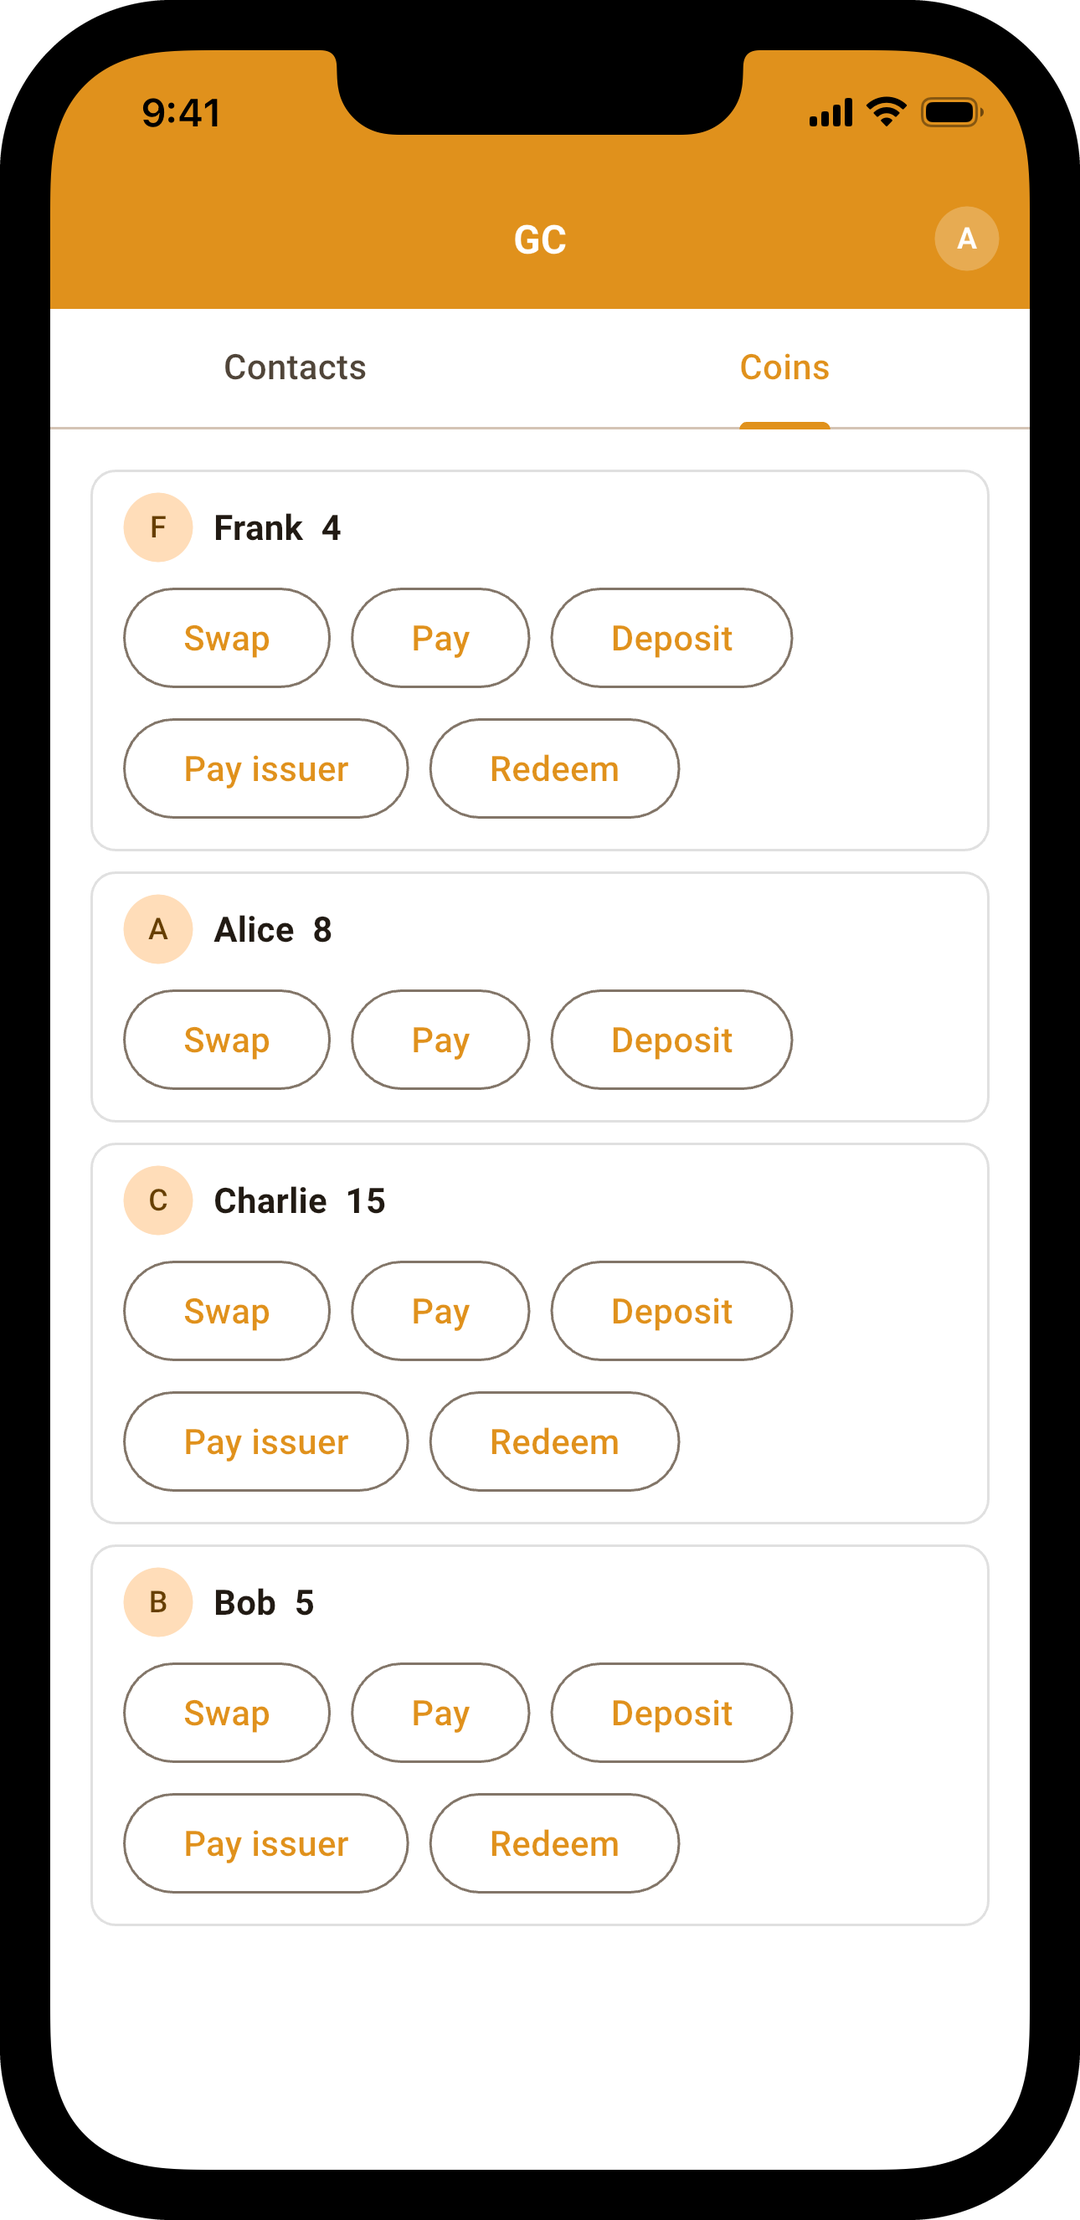 9:41
GC
A
Contacts Coins
F Frank 4
Swap Pay Deposit
Pay issuer Redeem
A Alice 8
Swap Pay Deposit
C Charlie 15
Swap Pay Deposit
Pay issuer Redeem
B Bob 5
Swap Pay Deposit
Pay issuer Redeem